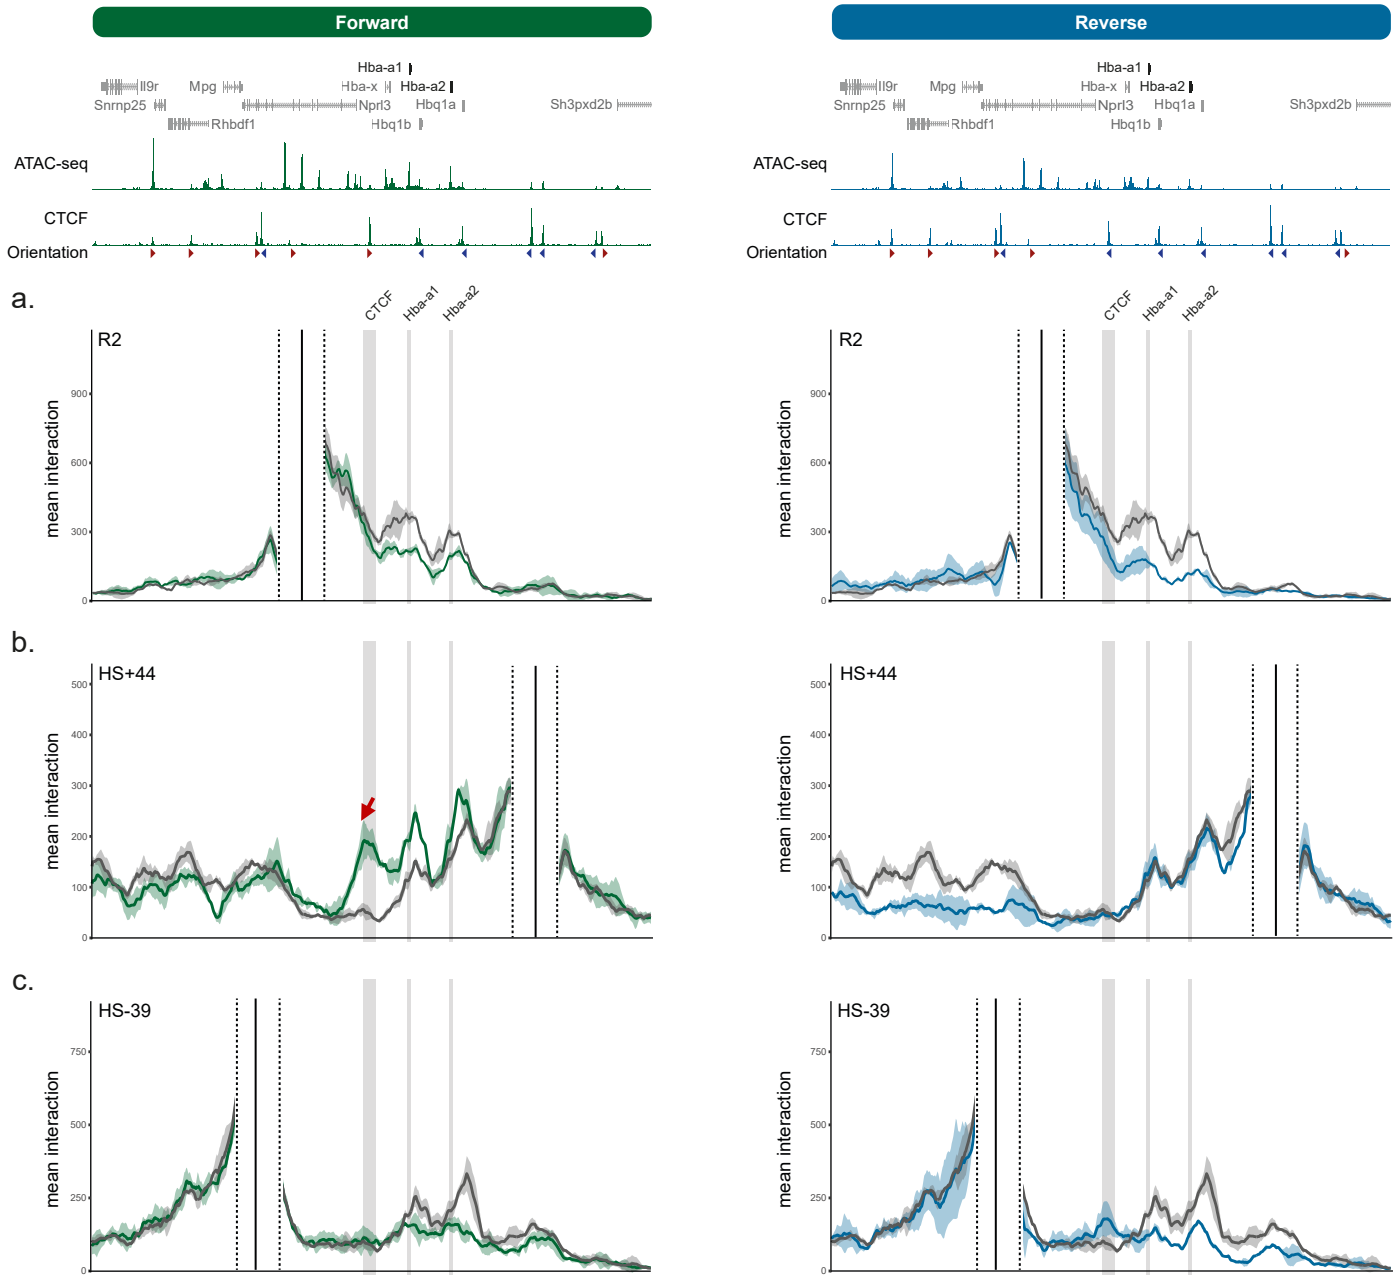 Forward
Reverse
Hba-a1
Il9r Mpg Hba-x Hba-a2
Snrnp25 Nprl3 Hbq1a Sh3pxd2b
Rhbdf1 Hbq1b
ATAC-seq
CTCF
Orientation
Hba-a1
Il9r Mpg Hba-x Hba-a2
Snrnp25 Nprl3 Hbq1a Sh3pxd2b
Rhbdf1 Hbq1b
ATAC-seq
CTCF
Orientation
a.
CTCF Hba-a1 Hba-a2
R2
mean interaction
900
600
300
0
CTCF Hba-a1 Hba-a2
R2
mean interaction
900
600
300
0
b.
HS+44
mean interaction
500
400
300
200
100
0
HS+44
mean interaction
500
400
300
200
100
0
c.
HS-39
mean interaction
750
500
250
0
HS-39
mean interaction
750
500
250
0